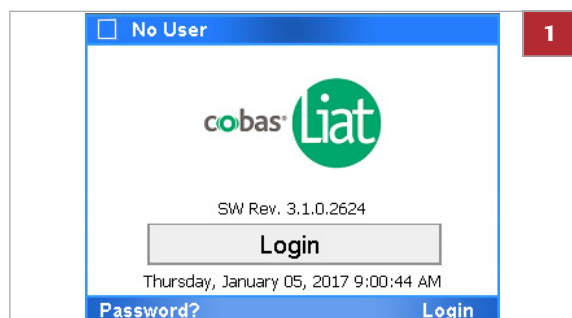 No User
1
cobas® Liat
SW Rev. 3.1.0.2624
Login
Thursday, January 05, 2017 9:00:44 AM
Password? Login